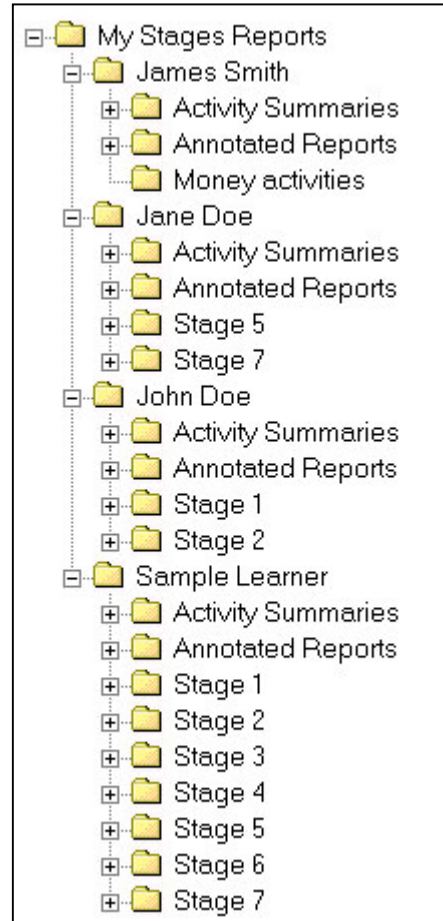 My Stages Reports
James Smith
Activity Summaries
Annotated Reports
Money activities
Jane Doe
Activity Summaries
Annotated Reports
Stage 5
Stage 7
John Doe
Activity Summaries
Annotated Reports
Stage 1
Stage 2
Sample Learner
Activity Summaries
Annotated Reports
Stage 1
Stage 2
Stage 3
Stage 4
Stage 5
Stage 6
Stage 7